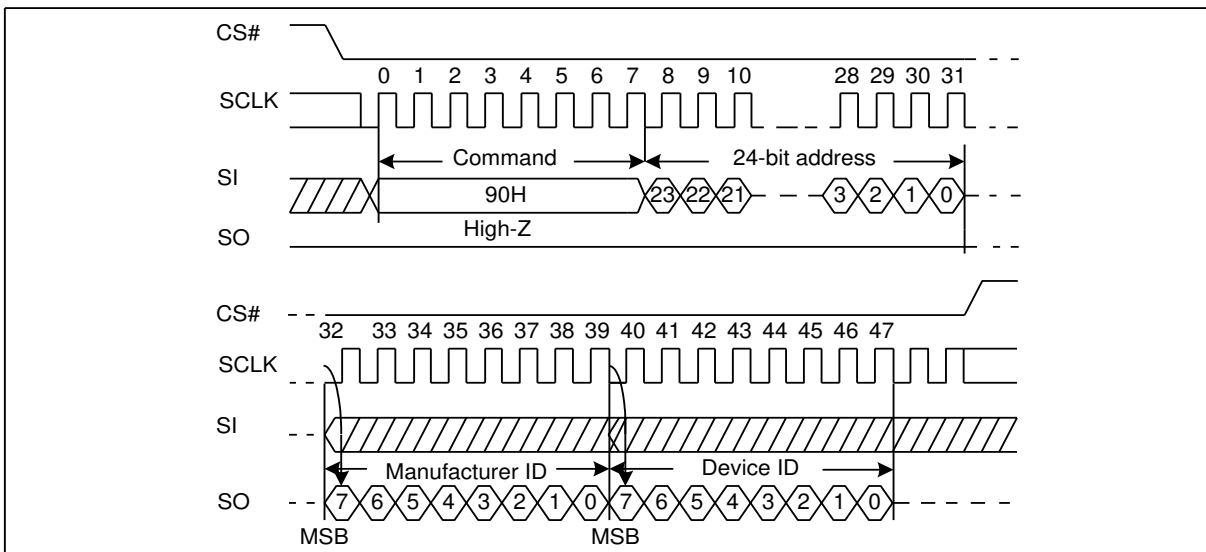 CS#
0 1 2 3 4 5 6 7 8 9 10 28 29 30 31
SCLK
Command 24-bit address
SI
90H 23 22 21 3 2 1 0
High-Z
SO
CS#
32 33 34 35 36 37 38 39 40 41 42 43 44 45 46 47
SCLK
SI
Manufacturer ID Device ID
SO 7 6 5 4 3 2 1 0 7 6 5 4 3 2 1 0
MSB MSB